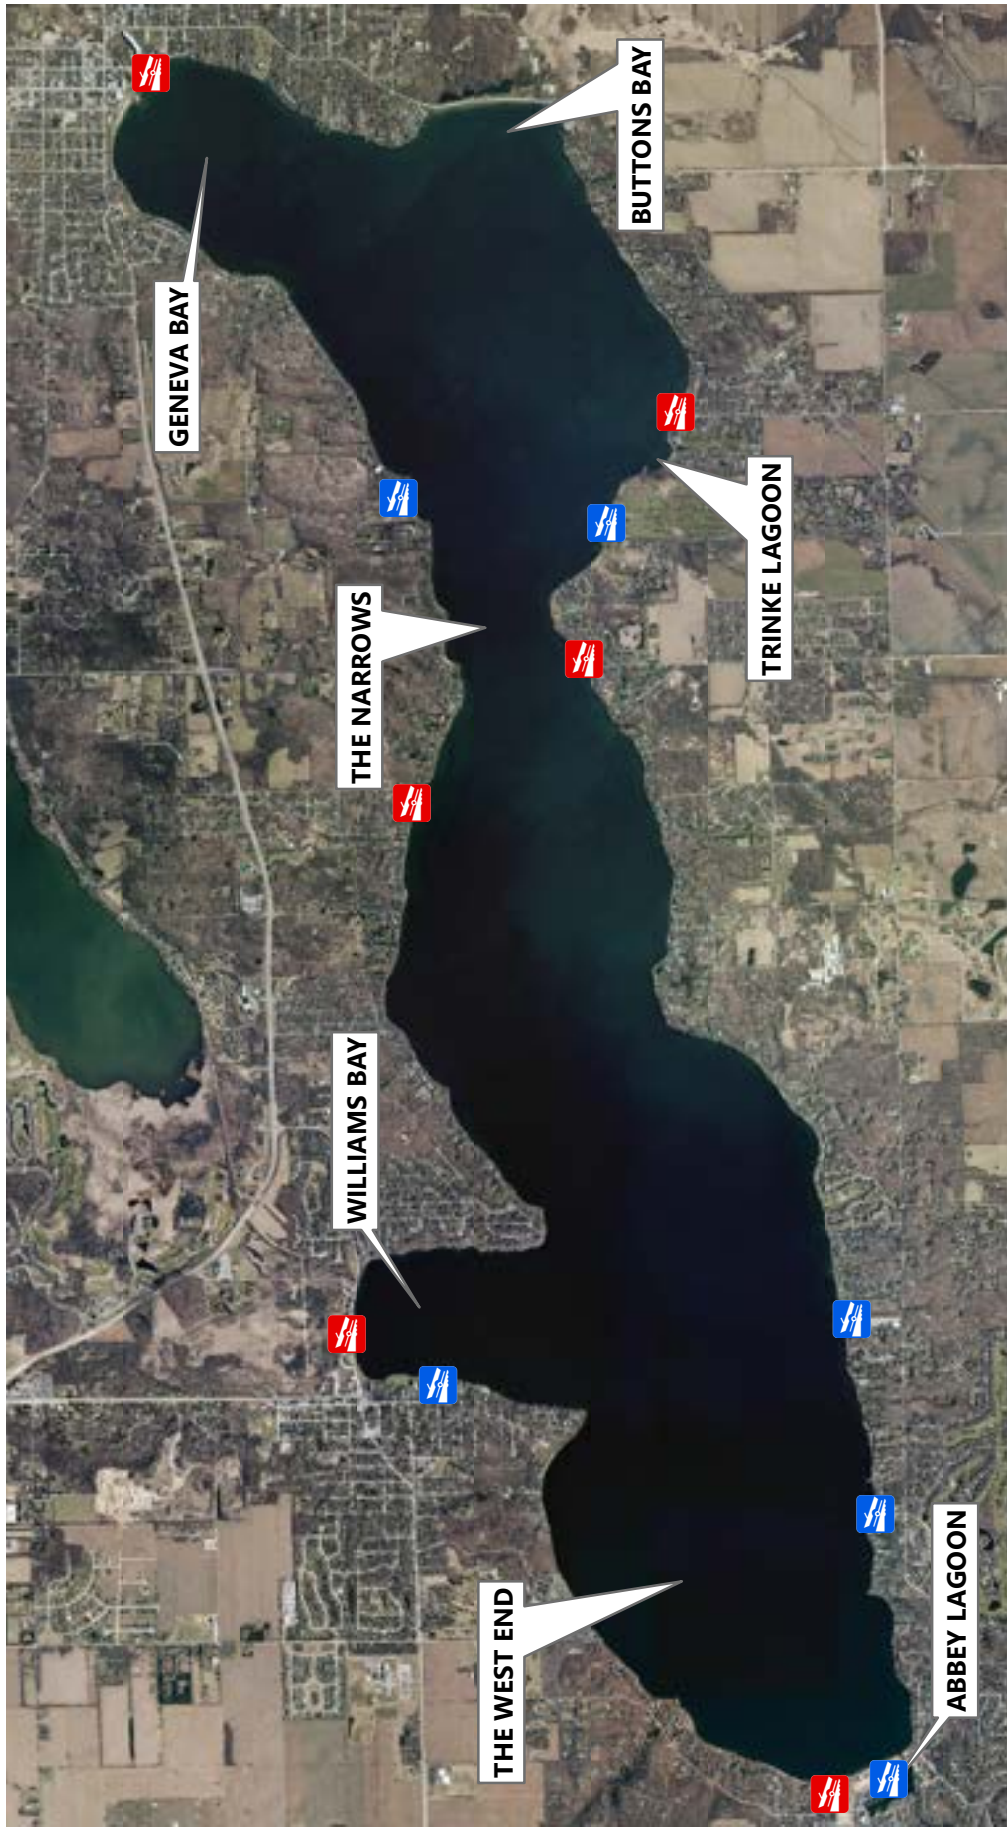 GENEVA BAY
BUTTONS BAY
THE NARROWS
TRINKE LAGOON
WILLIAMS BAY
THE WEST END
ABBEY LAGOON